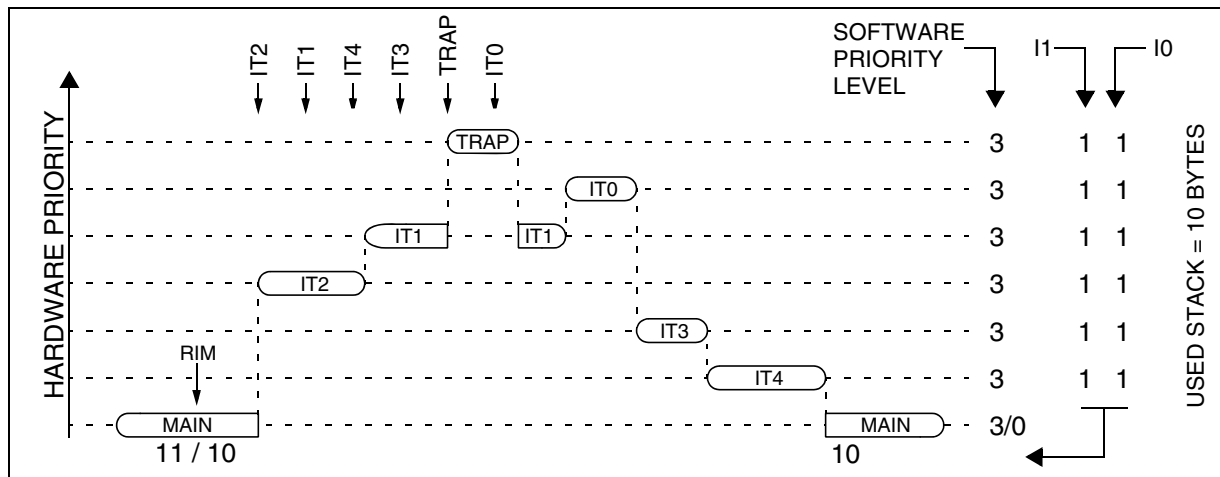 IT2
IT1
IT4
IT3
TRAP
IT0
SOFTWARE
PRIORITY
LEVEL
I1
I0
HARDWARE PRIORITY
TRAP
3
1 1
IT0
3
1 1
IT1
IT1
3
1 1
IT2
3
1 1
IT3
3
1 1
RIM
IT4
3
1 1
MAIN
MAIN
3/0
11 / 10
10
USED STACK = 10 BYTES